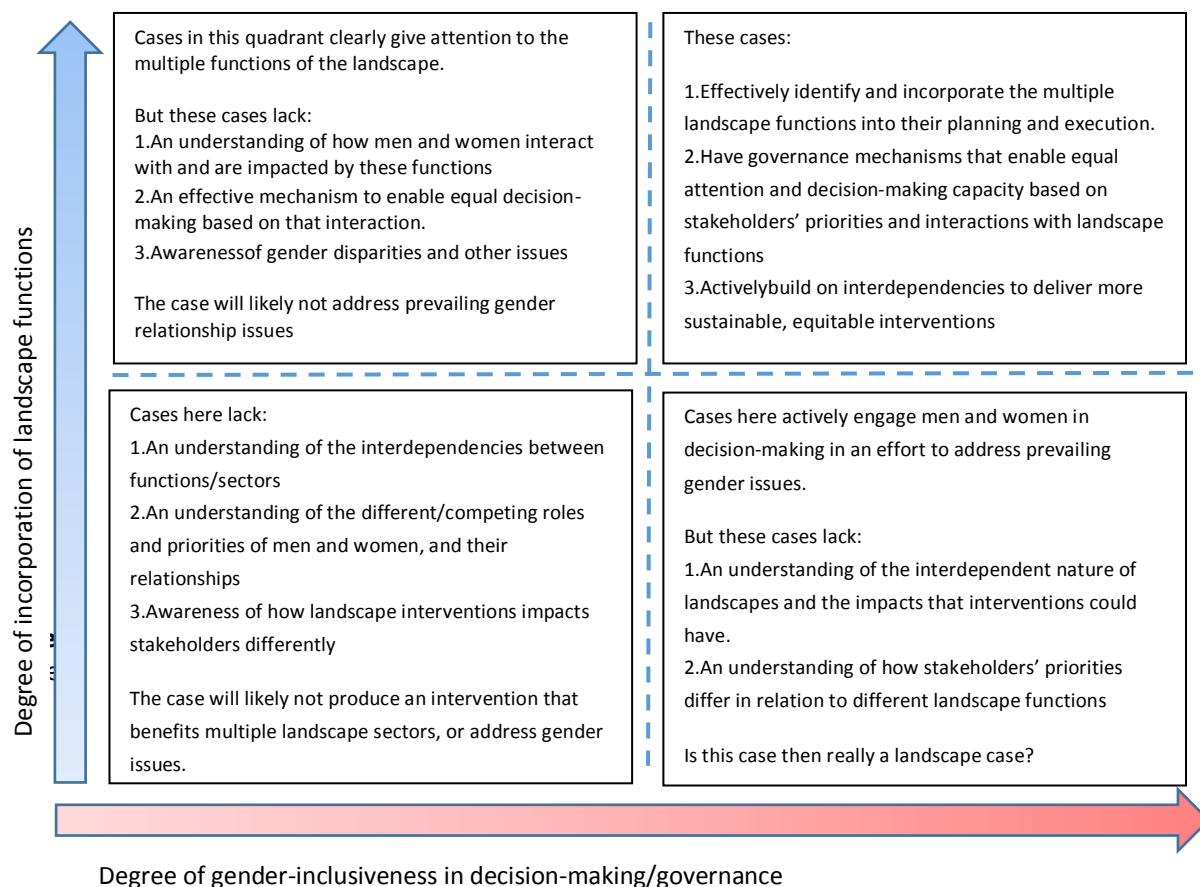 Cases in this quadrant clearly give attention to the
multiple functions of the landscape.
But these cases lack:
1.An understanding of how men and women interact
with and are impacted by these functions
2.An effective mechanism to enable equal decision-
making based on that interaction.
3.Awarenessof gender disparities and other issues
The case will likely not address prevailing gender
relationship issues
These cases:
1.Effectively identify and incorporate the multiple
landscape functions into their planning and execution.
2.Have governance mechanisms that enable equal
attention and decision-making capacity based on
stakeholders’ priorities and interactions with landscape
functions
3.Activelybuild on interdependencies to deliver more
sustainable, equitable interventions
Degree of incorporation of landscape functions
Cases here lack:
1.An understanding of the interdependencies between
functions/sectors
2.An understanding of the different/competing roles
and priorities of men and women, and their
relationships
3.Awareness of how landscape interventions impacts
stakeholders differently
The case will likely not produce an intervention that
benefits multiple landscape sectors, or address gender
issues.
Cases here actively engage men and women in
decision-making in an effort to address prevailing
gender issues.
But these cases lack:
1.An understanding of the interdependent nature of
landscapes and the impacts that interventions could
have.
2.An understanding of how stakeholders’ priorities
differ in relation to different landscape functions
Is this case then really a landscape case?
Degree of gender-inclusiveness in decision-making/governance